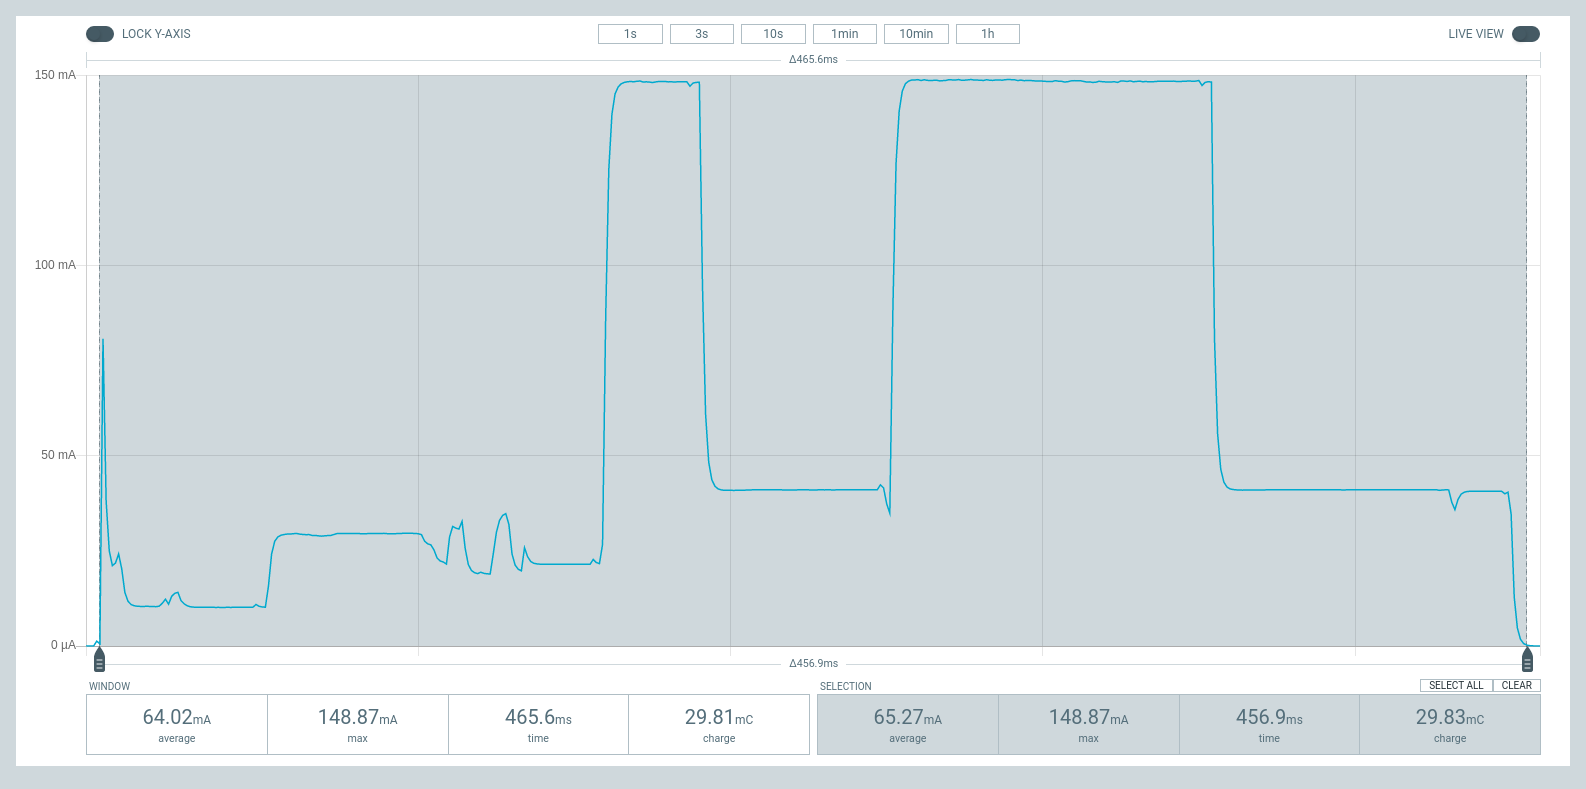 LOCK Y-AXIS
1s 3s 10s 1min 10min 1h
LIVE VIEW
Δ465.6ms
150 mA
100 mA
50 mA
0 µA
Δ456.9ms
WINDOW
64.02mA 148.87mA 465.6ms 29.81mC
average max time charge
SELECTION
SELECT ALL CLEAR
65.27mA 148.87mA 456.9ms 29.83mC
average max time charge